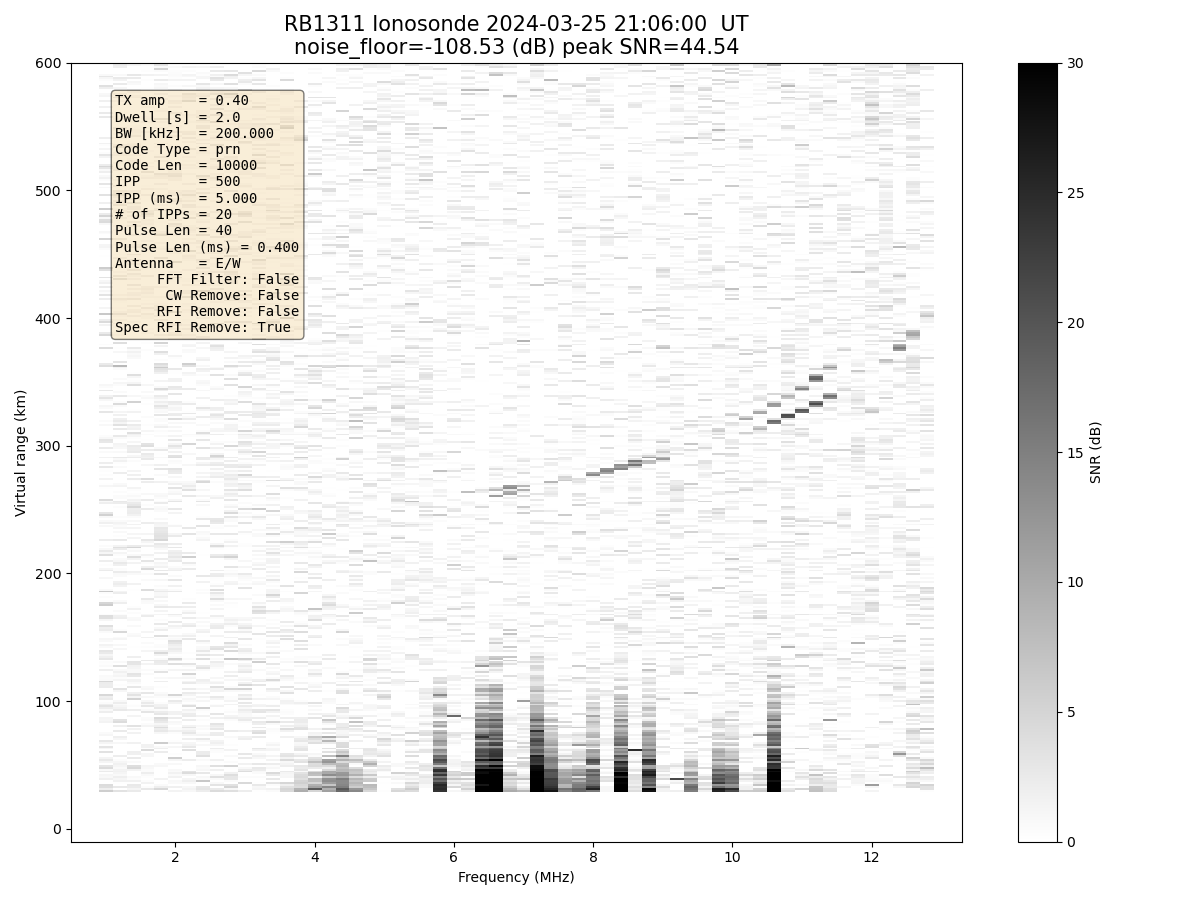 RB1311 Ionosonde 2024-03-25 21:06:00  UT
noise_floor=-108.53 (dB) peak SNR=44.54
TX amp    = 0.40
Dwell [s] = 2.0
BW [kHz]  = 200.000
Code Type = prn
Code Len  = 10000
IPP       = 500
IPP (ms)  = 5.000
# of IPPs = 20
Pulse Len = 40
Pulse Len (ms) = 0.400
Antenna   = E/W
FFT Filter: False
CW Remove: False
RFI Remove: False
Spec RFI Remove: True
600
500
400
300
200
100
0
Virtual range (km)
2 4 6 8 10 12
Frequency (MHz)
30
25
20
15
10
5
0
SNR (dB)